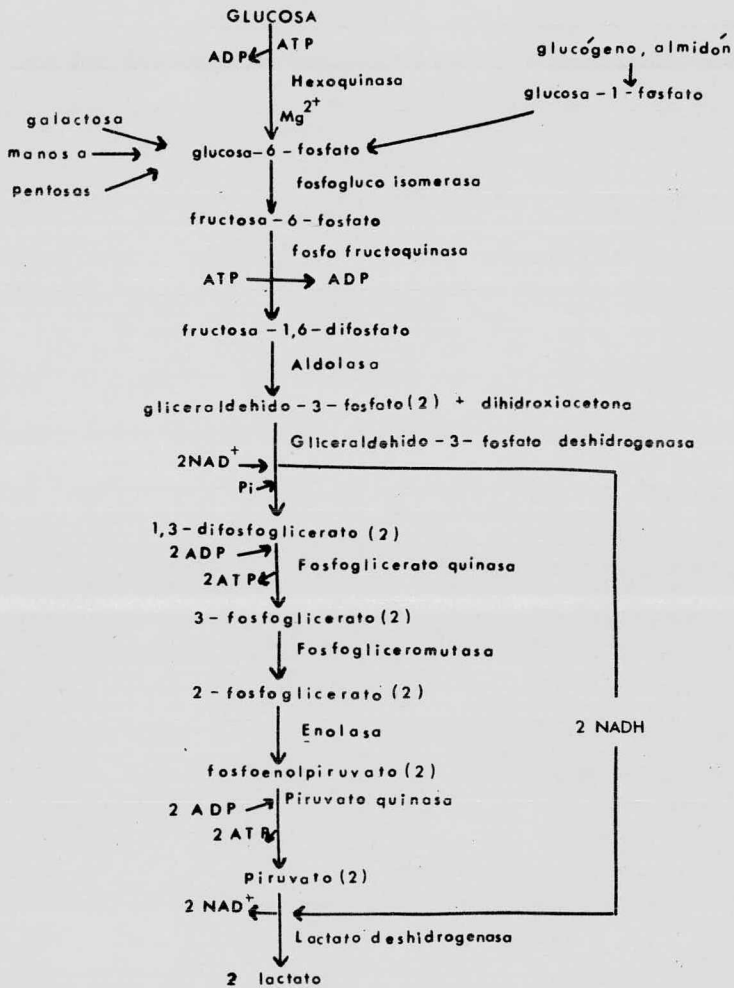 GLUCOSA
ATP
ADP
Hexoquinasa
Mg2+
glucógeno, almidón
glucosa-1-fosfato
galactosa
manosa
pentosas
glucosa-6-fosfato
fosfogluco isomerasa
fructosa-6-fosfato
fosfo fructoquinasa
ATP ADP
fructosa-1,6-difosfato
Aldolasa
gliceraldehido-3-fosfato(2) + dihidroxiacetona
Gliceraldehido-3-fosfato deshidrogenasa
2NAD+
Pi
1,3-difosfoglicerato (2)
2 ADP
Fosfoglicerato quinasa
2ATP
3-fosfoglicerato (2)
Fosfogliceromutasa
2-fosfoglicerato (2)
Enolasa
2 NADH
fosfoenolpiruvato (2)
Piruvato quinasa
2 ADP
2 ATP
Piruvato (2)
2 NAD+
Lactato deshidrogenasa
2 lactato